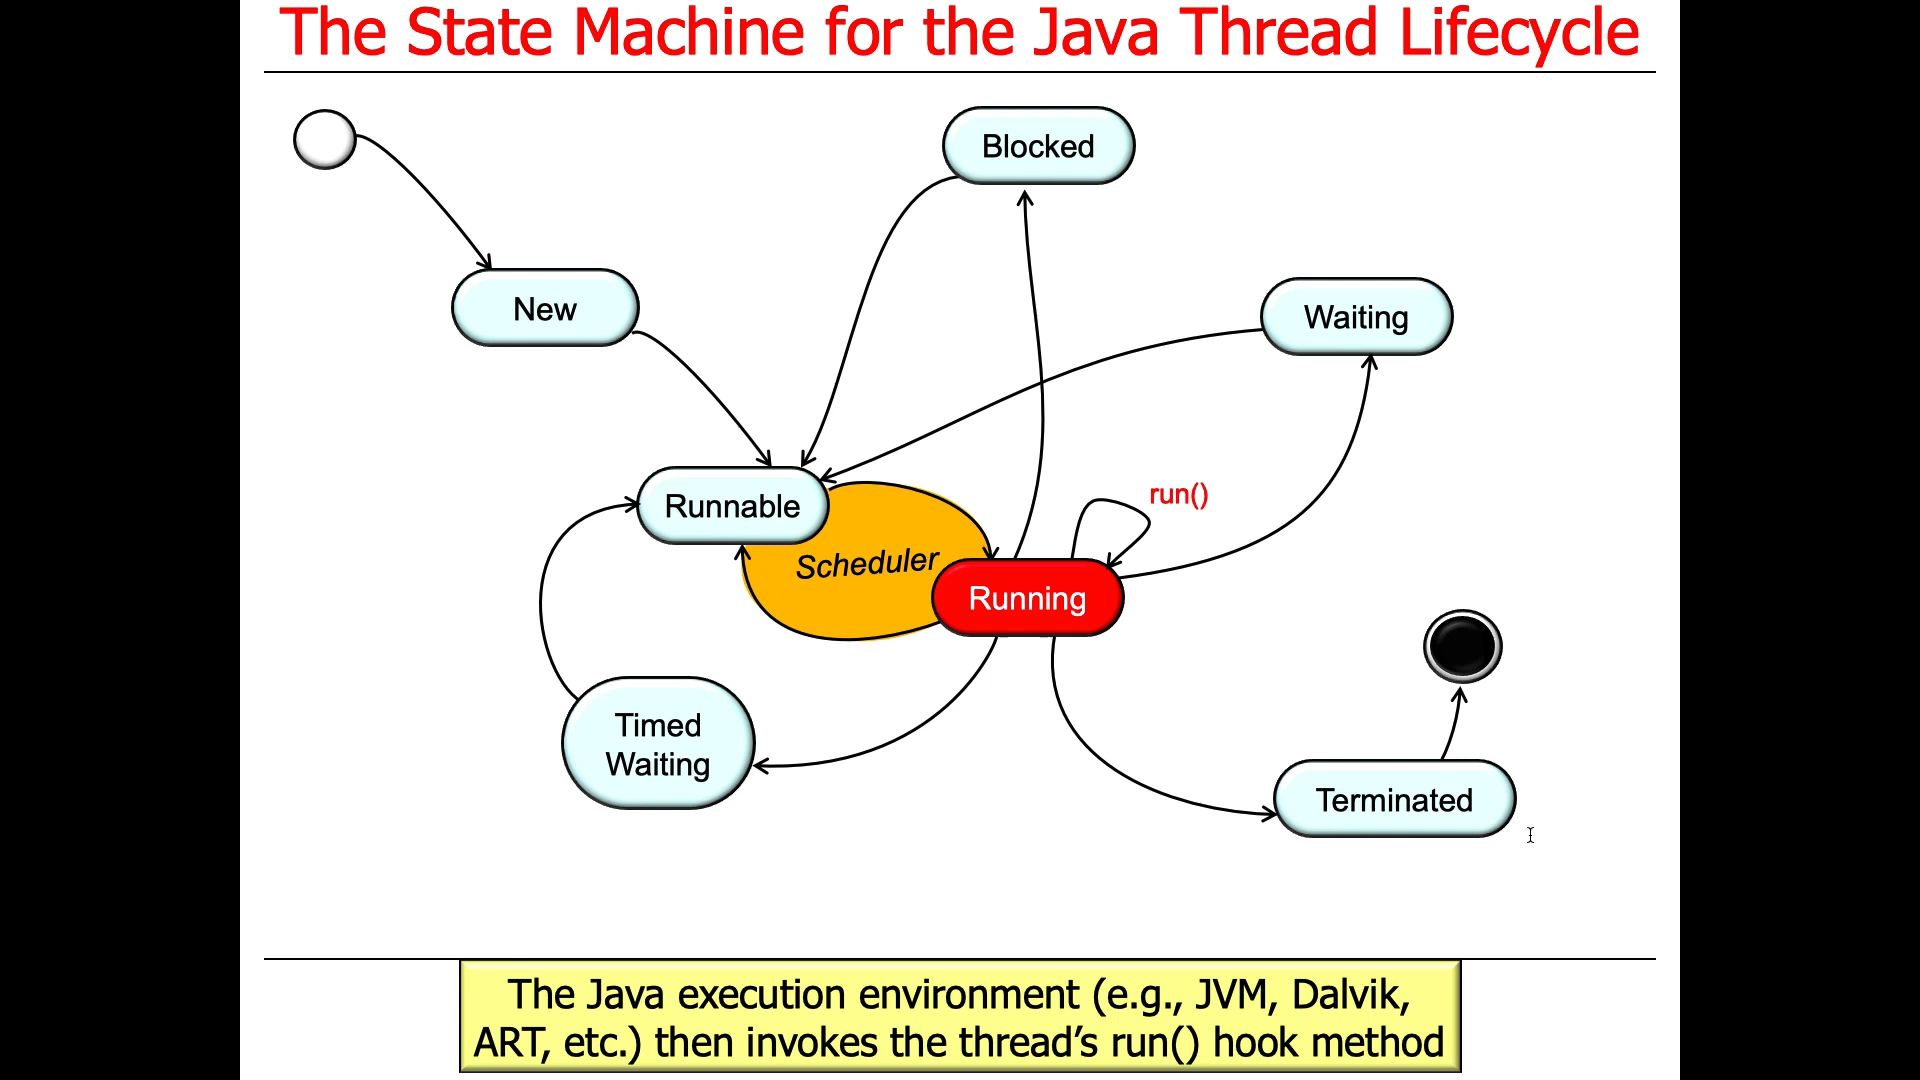 The State Machine for the Java Thread Lifecycle
Blocked
New
Waiting
Runnable
run()
Scheduler
Running
Timed
Waiting
Terminated
The Java execution environment (e.g., JVM, Dalvik,
ART, etc.) then invokes the thread’s run() hook method